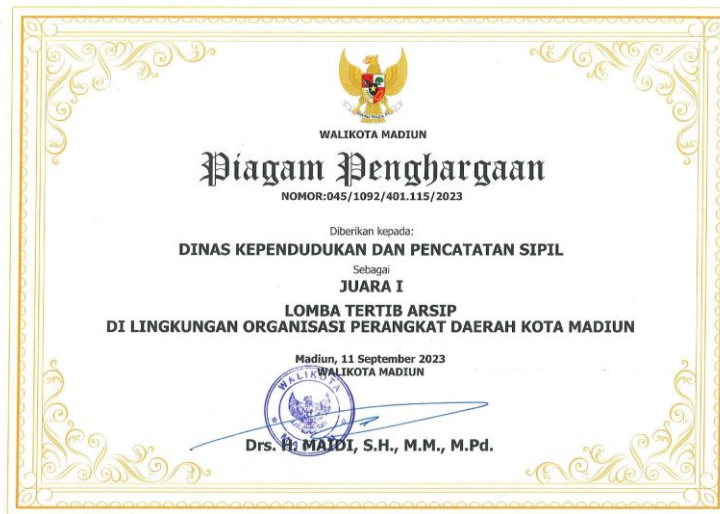 WALIKOTA MADIUN
Piagam Penghargaan
NOMOR:045/1092/401.115/2023
Diberikan kepada:
DINAS KEPENDUDUKAN DAN PENCATATAN SIPIL
Sebagai
JUARA I
LOMBA TERTIB ARSIP
DI LINGKUNGAN ORGANISASI PERANGKAT DAERAH KOTA MADIUN
Madiun, 11 September 2023
WALIKOTA MADIUN
WALIKOTA
Drs. H. MAIDI, S.H., M.M., M.Pd.